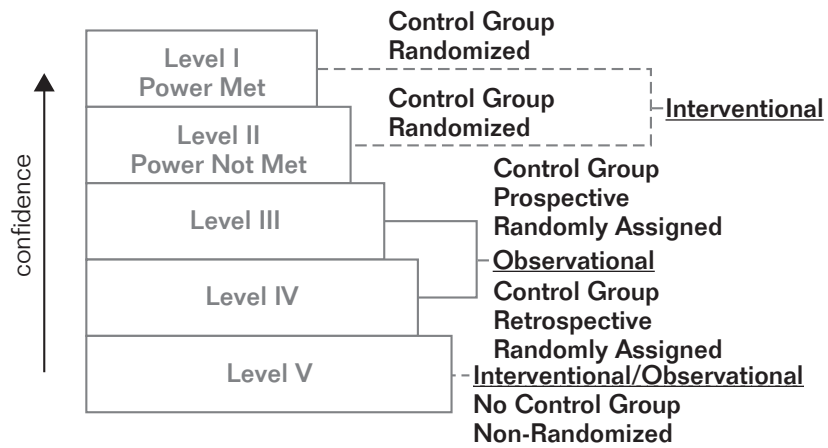 Control Group
Randomized
Level I
Power Met
Control Group
Randomized
Interventional
Level II
Power Not Met
Control Group
Prospective
Randomly Assigned
Level III
Observational
Control Group
Retrospective
Randomly Assigned
Level IV
Level V
Interventional/Observational
No Control Group
Non-Randomized
confidence